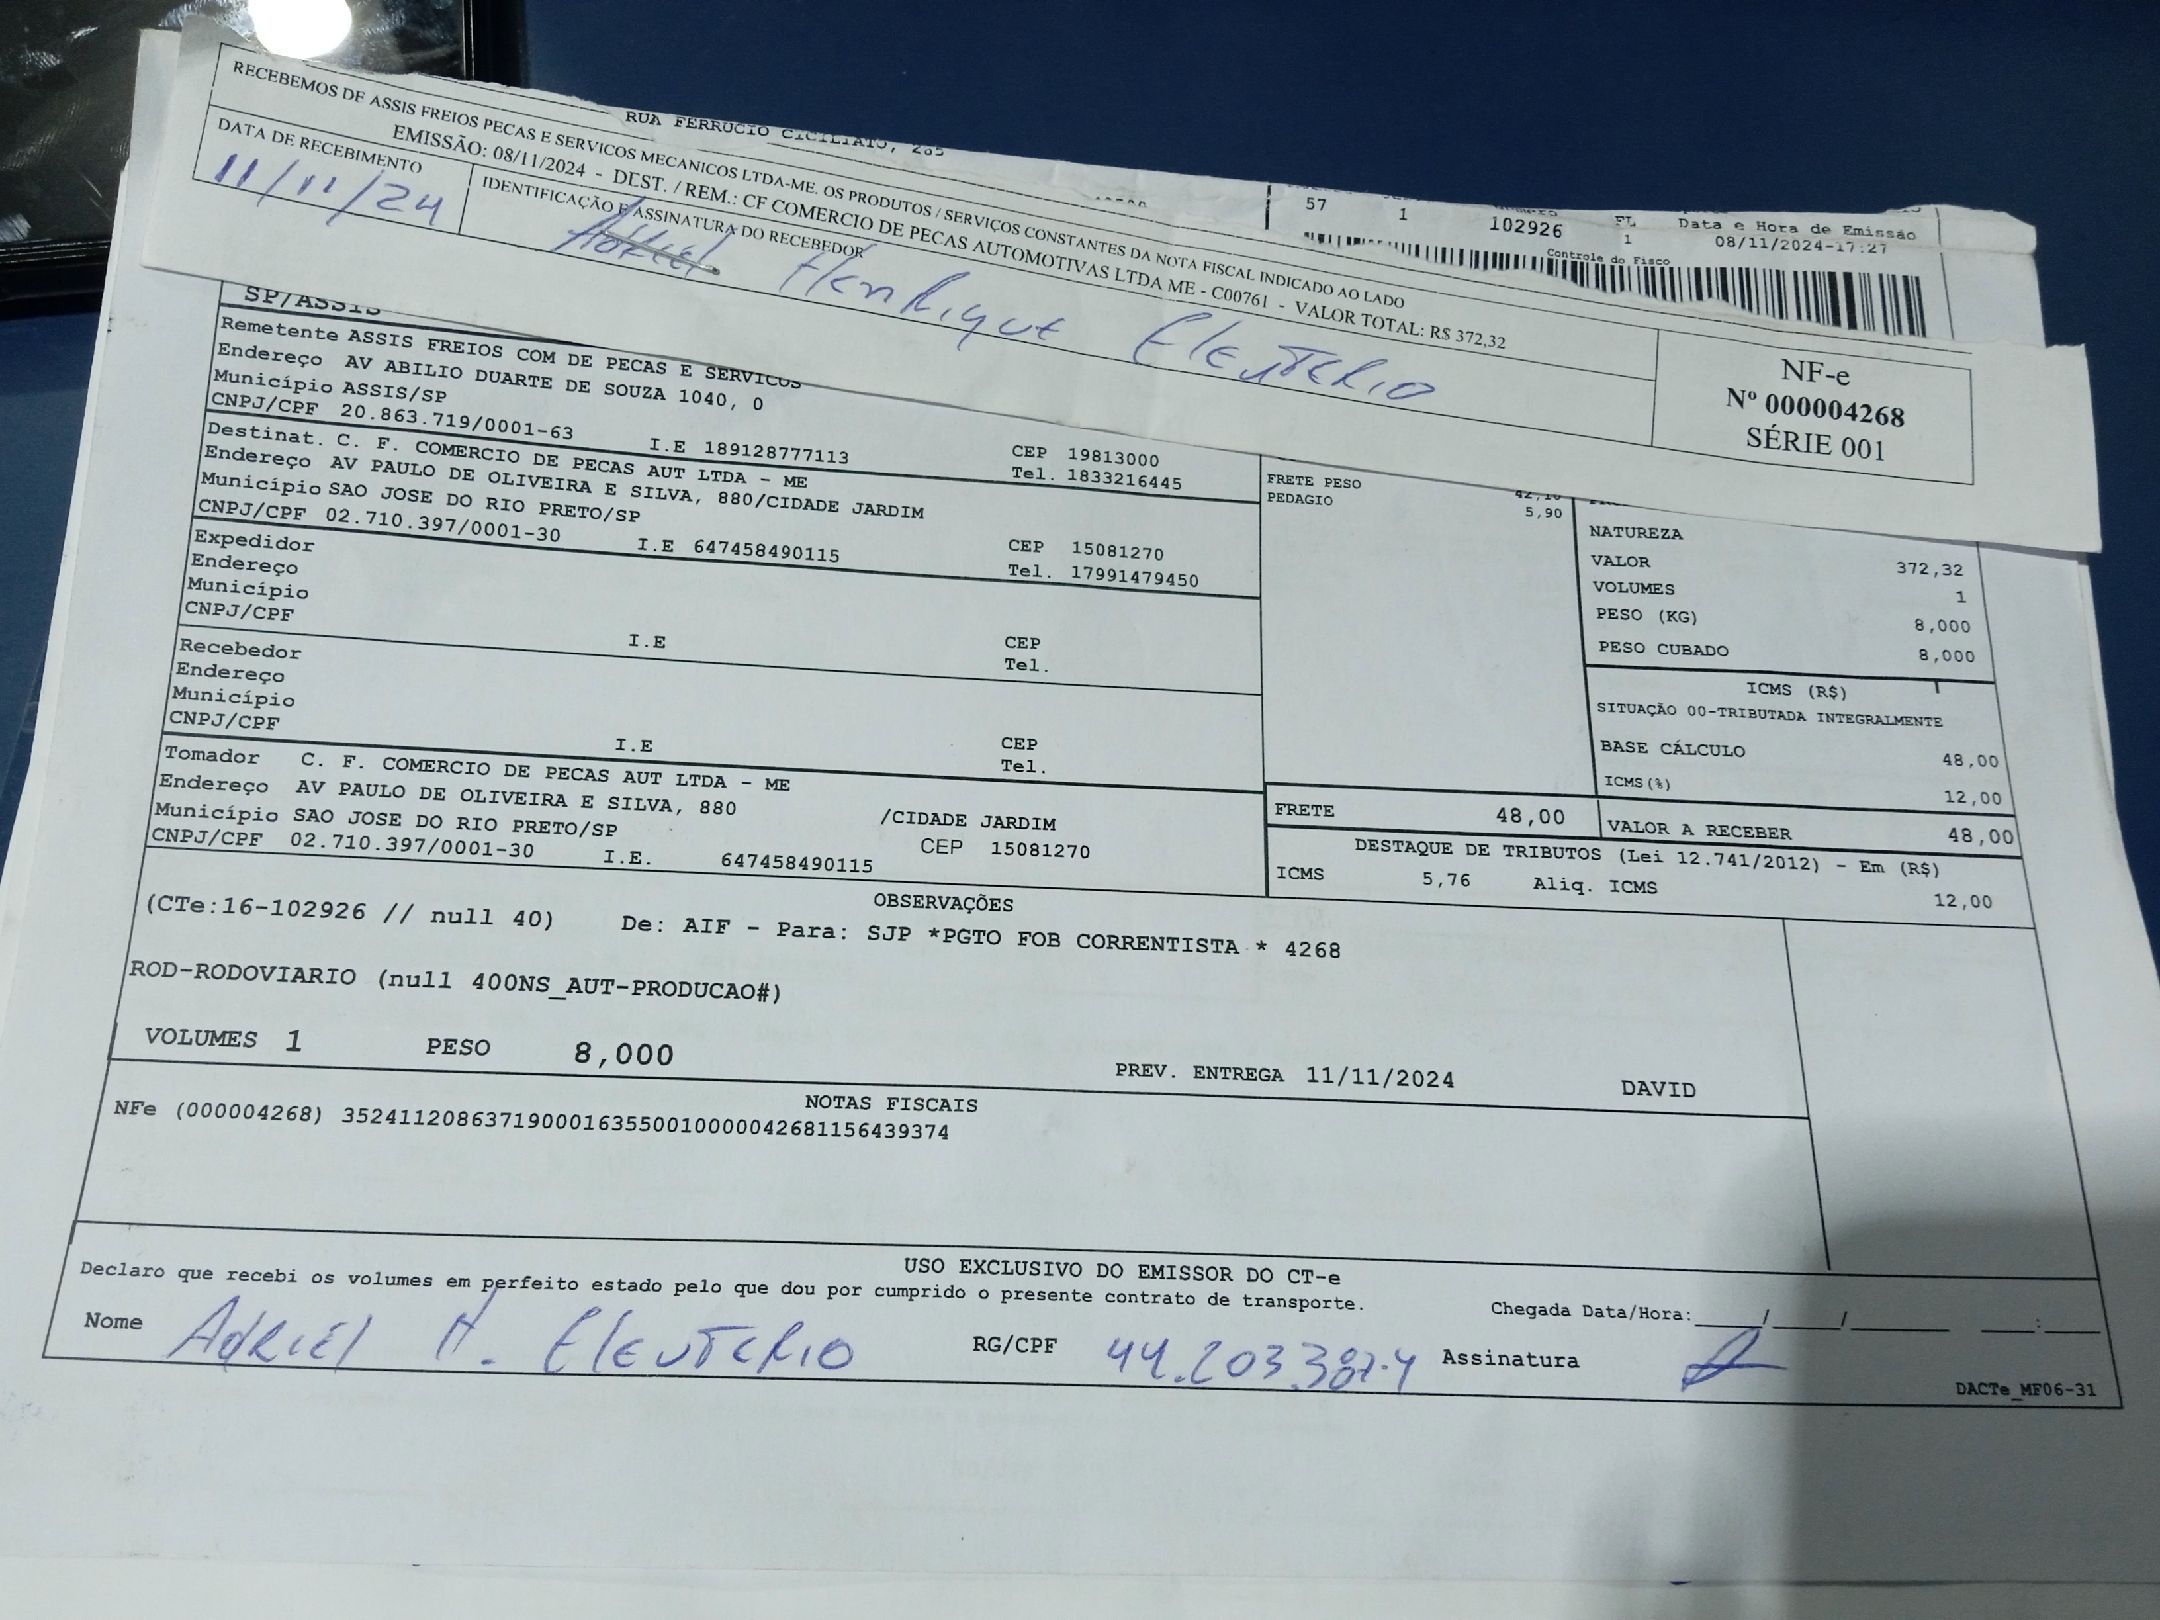 RUA FERRUCIO CICILIATO, 285
RECEBEMOS DE ASSIS FREIOS PECAS E SERVICOS MECANICOS LTDA-ME. OS PRODUTOS / SERVIÇOS CONSTANTES DA NOTA FISCAL INDICADO AO LADO
EMISSÃO: 08/11/2024 - DEST. / REM.: CF COMERCIO DE PECAS AUTOMOTIVAS LTDA ME - C00761 - VALOR TOTAL: R$ 372,32
DATA DE RECEBIMENTO
11/11/24
IDENTIFICAÇÃO E ASSINATURA DO RECEBEDOR
Adriel Henrique Eleuterio
NF-e
Nº 000004268
SÉRIE 001
57 1 102926 FL 1 Data e Hora de Emissão
08/11/2024-17:27
Controle do Fisco
SP/ASSIS
Remetente ASSIS FREIOS COM DE PECAS E SERVICOS
Endereço AV ABILIO DUARTE DE SOUZA 1040, 0
Município ASSIS/SP CEP 19813000
CNPJ/CPF 20.863.719/0001-63 I.E 189128777113 Tel. 1833216445
Destinat. C. F. COMERCIO DE PECAS AUT LTDA - ME
Endereço AV PAULO DE OLIVEIRA E SILVA, 880/CIDADE JARDIM
Município SAO JOSE DO RIO PRETO/SP CEP 15081270
CNPJ/CPF 02.710.397/0001-30 I.E 647458490115 Tel. 17991479450
Expedidor
Endereço
Município CEP
CNPJ/CPF I.E Tel.
Recebedor
Endereço
Município CEP
CNPJ/CPF I.E Tel.
Tomador C. F. COMERCIO DE PECAS AUT LTDA - ME
Endereço AV PAULO DE OLIVEIRA E SILVA, 880 /CIDADE JARDIM
Município SAO JOSE DO RIO PRETO/SP CEP 15081270
CNPJ/CPF 02.710.397/0001-30 I.E. 647458490115
FRETE PESO 42,10
PEDAGIO 5,90
NATUREZA
VALOR 372,32
VOLUMES 1
PESO (KG) 8,000
PESO CUBADO 8,000
ICMS (R$)
SITUAÇÃO 00-TRIBUTADA INTEGRALMENTE
BASE CÁLCULO 48,00
ICMS(%) 12,00
FRETE 48,00 VALOR A RECEBER 48,00
DESTAQUE DE TRIBUTOS (Lei 12.741/2012) - Em (R$)
ICMS 5,76 Aliq. ICMS 12,00
OBSERVAÇÕES
(CTe:16-102926 // null 40) De: AIF - Para: SJP *PGTO FOB CORRENTISTA * 4268
ROD-RODOVIARIO (null 400NS_AUT-PRODUCAO#)
VOLUMES 1 PESO 8,000 PREV. ENTREGA 11/11/2024 DAVID
NOTAS FISCAIS
NFe (000004268) 35241120863719000163550010000042681156439374
USO EXCLUSIVO DO EMISSOR DO CT-e
Declaro que recebi os volumes em perfeito estado pelo que dou por cumprido o presente contrato de transporte. Chegada Data/Hora:____/____/____ ___:___
Nome Adriel H. Eleuterio RG/CPF 44.203.387-4 Assinatura
DACTe_MF06-31